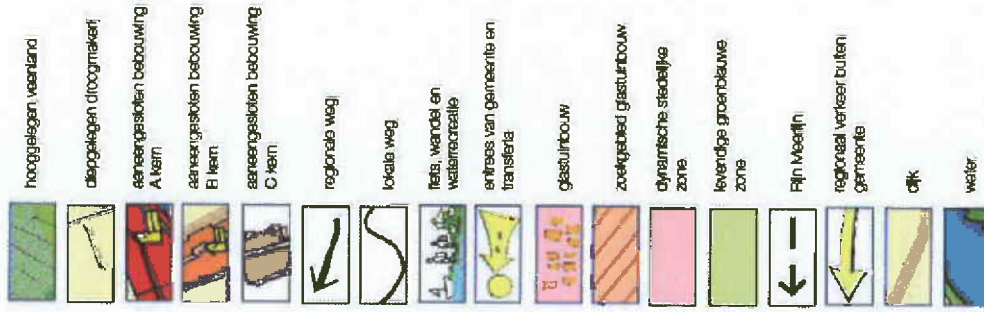 hooggelegen veenland
diepgelegen droogmakerij
aaneengesloten bebouwing
A kern
aaneengesloten bebouwing
B kern
aaneengesloten bebouwing
C kern
regionale weg
lokale weg
fiets, wandel en
waterrecreatie
entrees van gemeente en
transferia
glastuinbouw
zoekgebied glastuinbouw
dynamische stedelijke
zone
levendige groenblauwe
zone
Rijn Meerlijn
regionaal verkeer buiten
gemeente
dijk
water